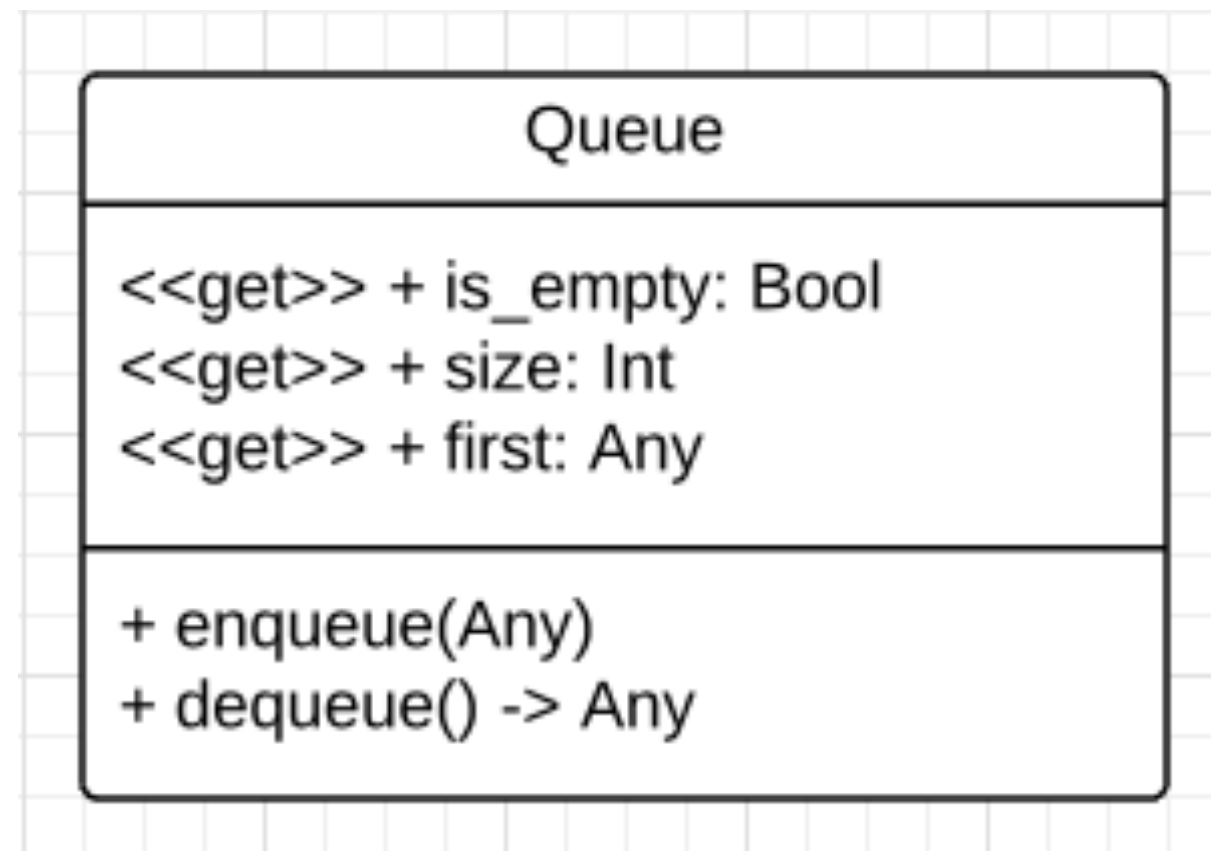 Queue
<<get>> + is_empty: Bool
<<get>> + size: Int
<<get>> + first: Any
+ enqueue(Any)
+ dequeue() -> Any